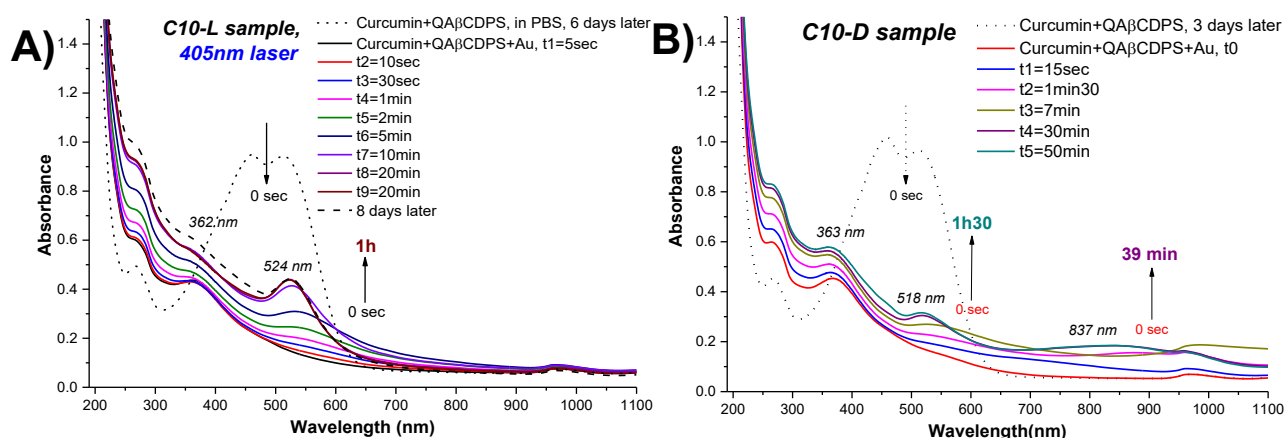 A)
C10-L sample,
405nm laser
Curcumin+QAβCDPS, in PBS, 6 days later
Curcumin+QAβCDPS+Au, t1=5sec
t2=10sec
t3=30sec
t4=1min
t5=2min
t6=5min
t7=10min
t8=20min
t9=20min
8 days later
0 sec
362 nm
524 nm
1h
0 sec
Absorbance
1.4
1.2
1.0
0.8
0.6
0.4
0.2
0.0
200 300 400 500 600 700 800 900 1000 1100
Wavelength (nm)
B)
C10-D sample
Curcumin+QAβCDPS, 3 days later
Curcumin+QAβCDPS+Au, t0
t1=15sec
t2=1min30
t3=7min
t4=30min
t5=50min
0 sec
363 nm
518 nm
1h30
0 sec
39 min
0 sec
837 nm
Absorbance
1.4
1.2
1.0
0.8
0.6
0.4
0.2
0.0
200 300 400 500 600 700 800 900 1000 1100
Wavelength(nm)